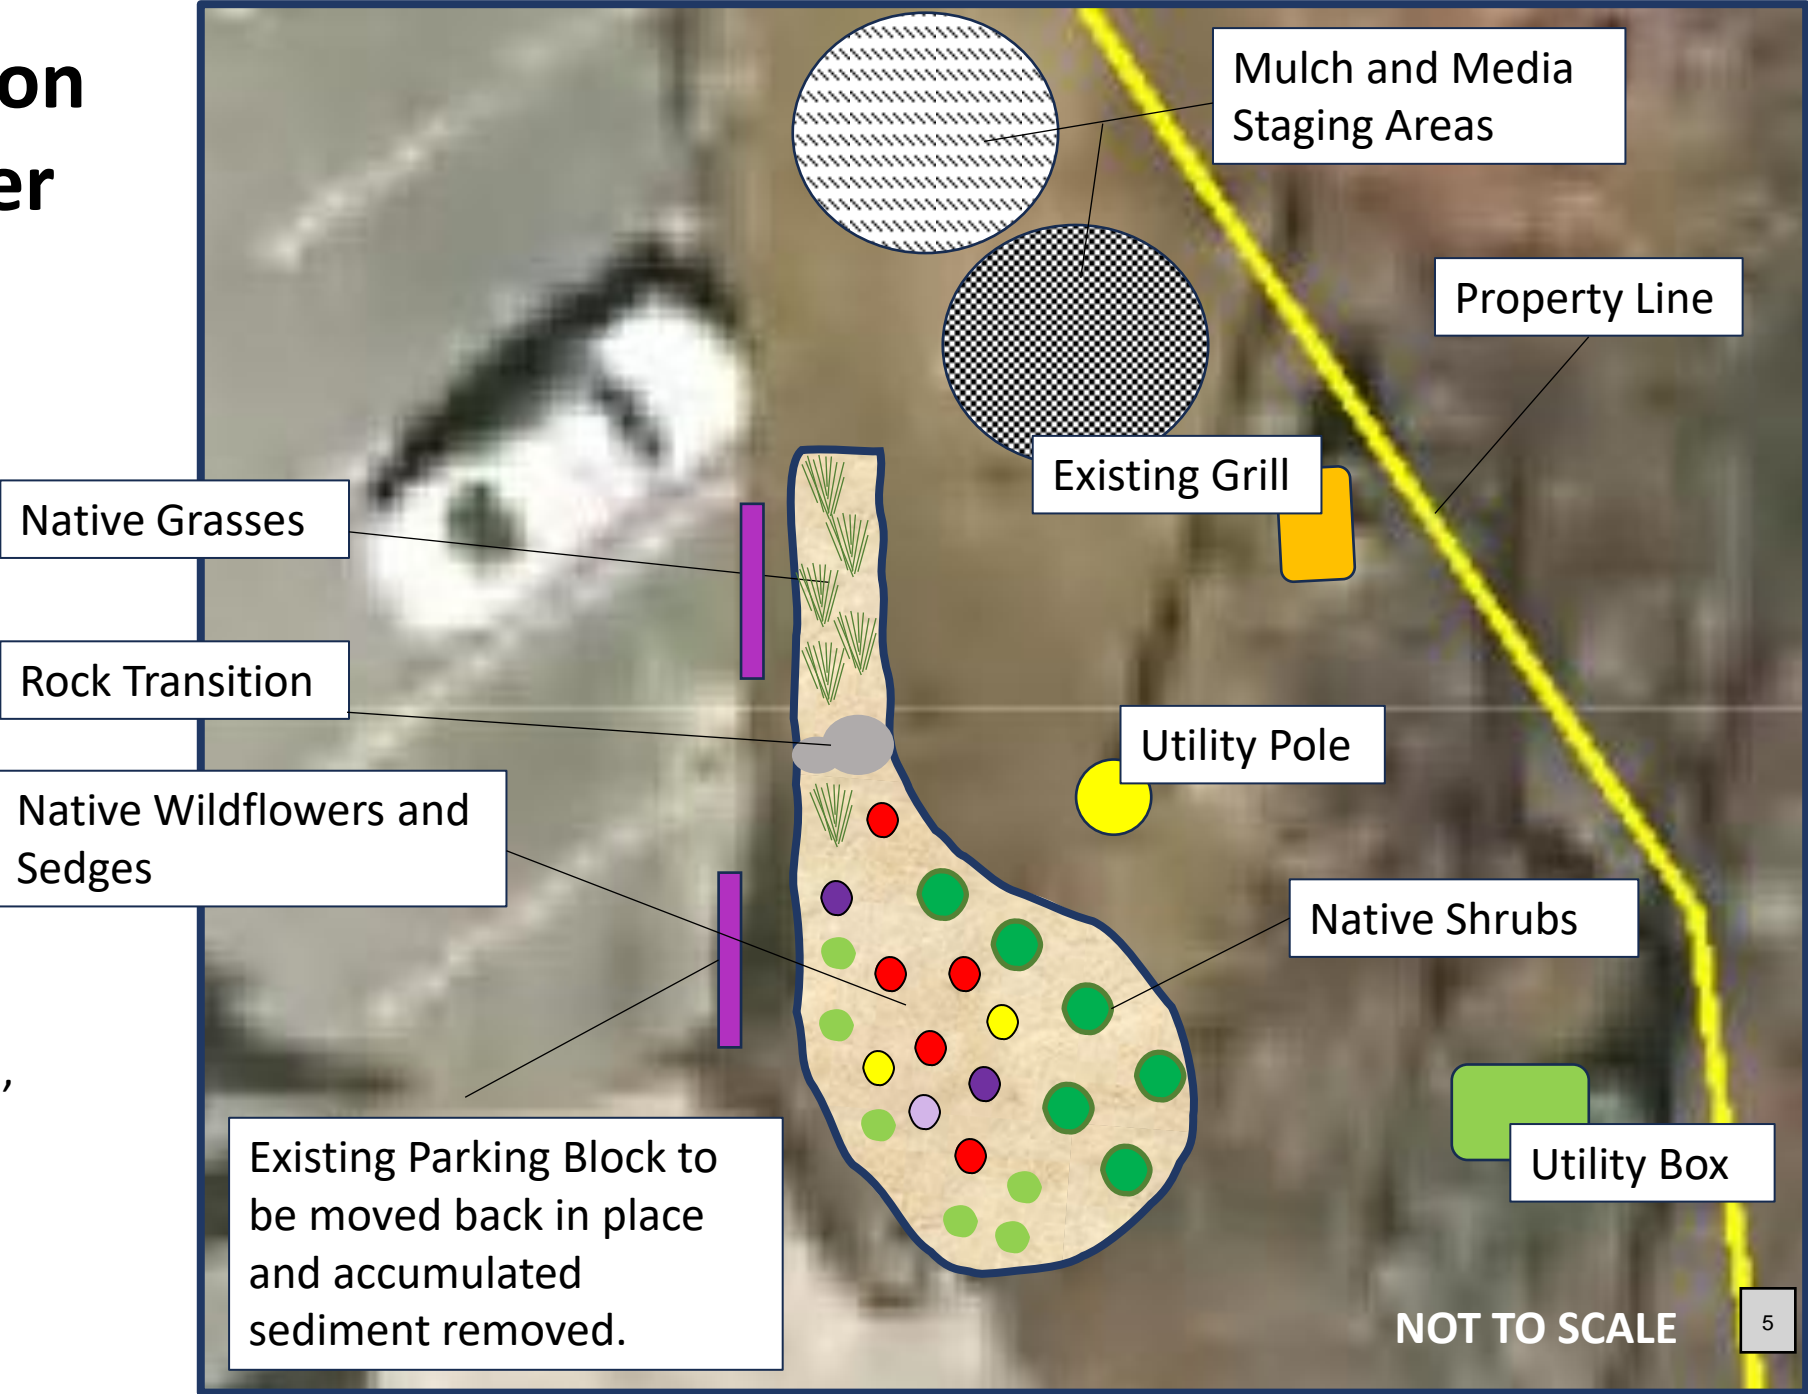 on
er
Mulch and Media
Staging Areas
Property Line
Existing Grill
Native Grasses
Rock Transition
Utility Pole
Native Wildflowers and
Sedges
Native Shrubs
,
Existing Parking Block to
be moved back in place
and accumulated
sediment removed.
Utility Box
NOT TO SCALE
5